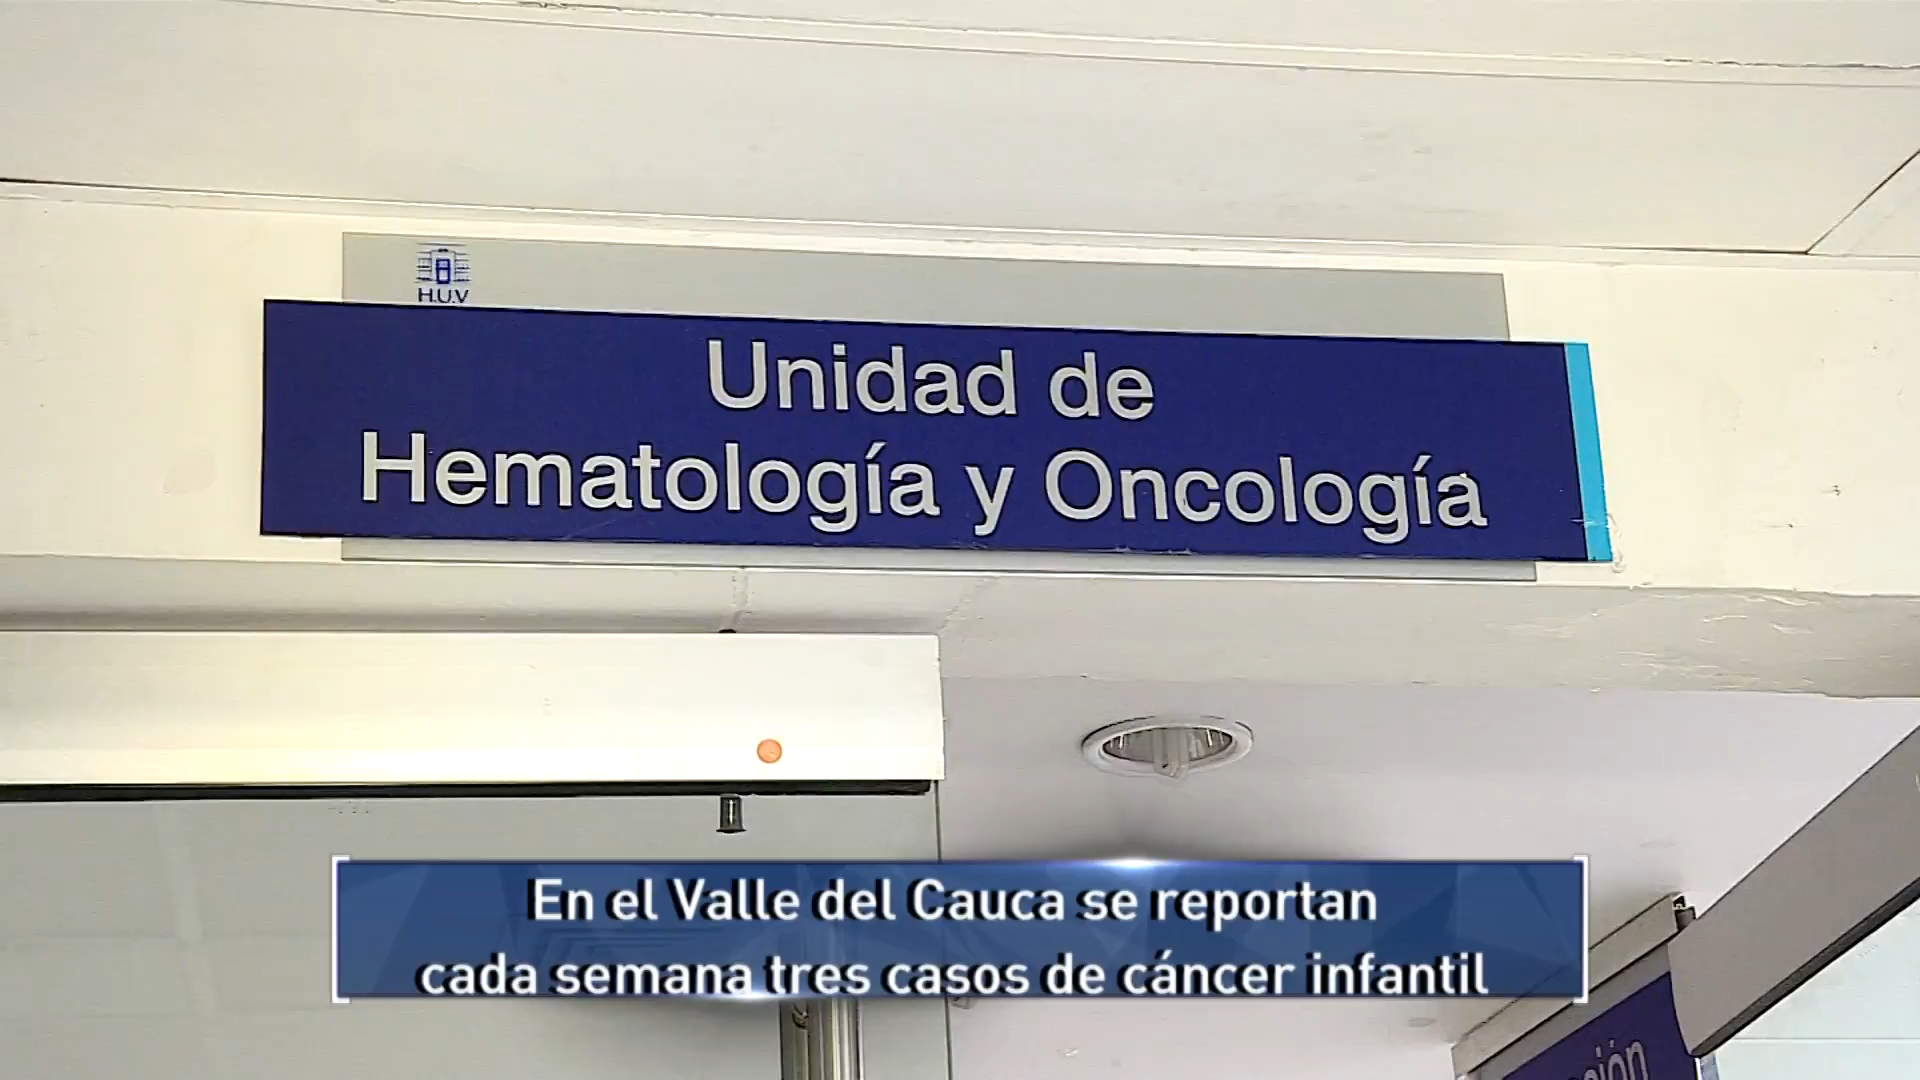 H.U.V
Unidad de
Hematología y Oncología
En el Valle del Cauca se reportan
cada semana tres casos de cáncer infantil